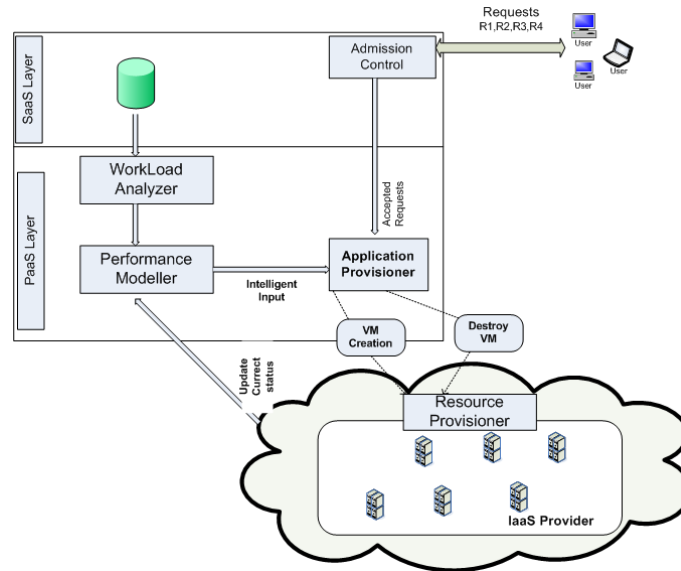 Requests
R1,R2,R3,R4
User
User
User
SaaS Layer
Admission
Control
PaaS Layer
WorkLoad
Analyzer
Accepted
Requests
Performance
Modeller
Intelligent
Input
Application
Provisioner
VM
Creation
Destroy
VM
Update
Currect
status
Resource
Provisioner
IaaS Provider